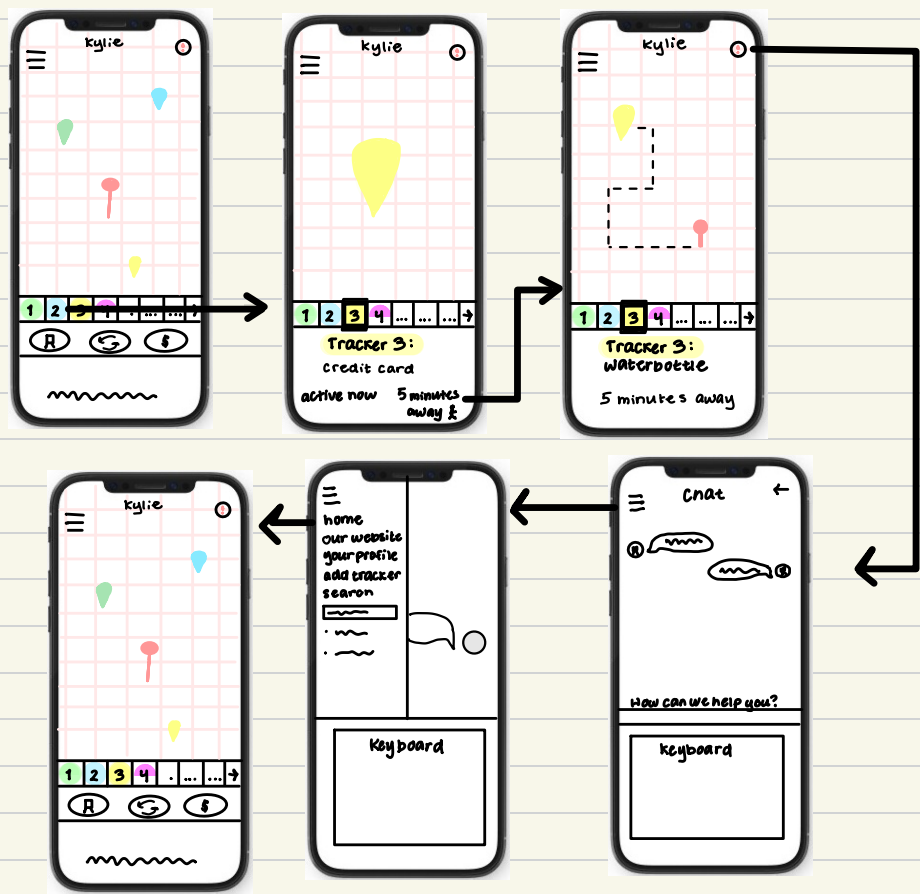 Kylie
1 2 3 4 . ... ...
$
Kylie
1 2 3 4 ... ... ...
Tracker 3:
credit card
active now 5 minutes
away
Kylie
1 2 3 4 ... ... ...
Tracker 3:
waterbottle
5 minutes away
Kylie
1 2 3 4 . ... ...
$
home
our website
your profile
add tracker
search
Keyboard
Chat
How can we help you?
keyboard